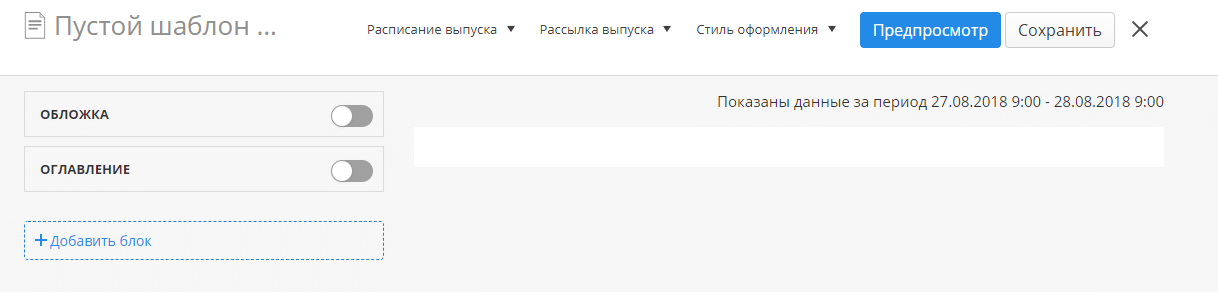 Пустой шаблон ...
Расписание выпуска
Рассылка выпуска
Стиль оформления
Предпросмотр
Сохранить
ОБЛОЖКА
Показаны данные за период 27.08.2018 9:00 - 28.08.2018 9:00
ОГЛАВЛЕНИЕ
+ Добавить блок